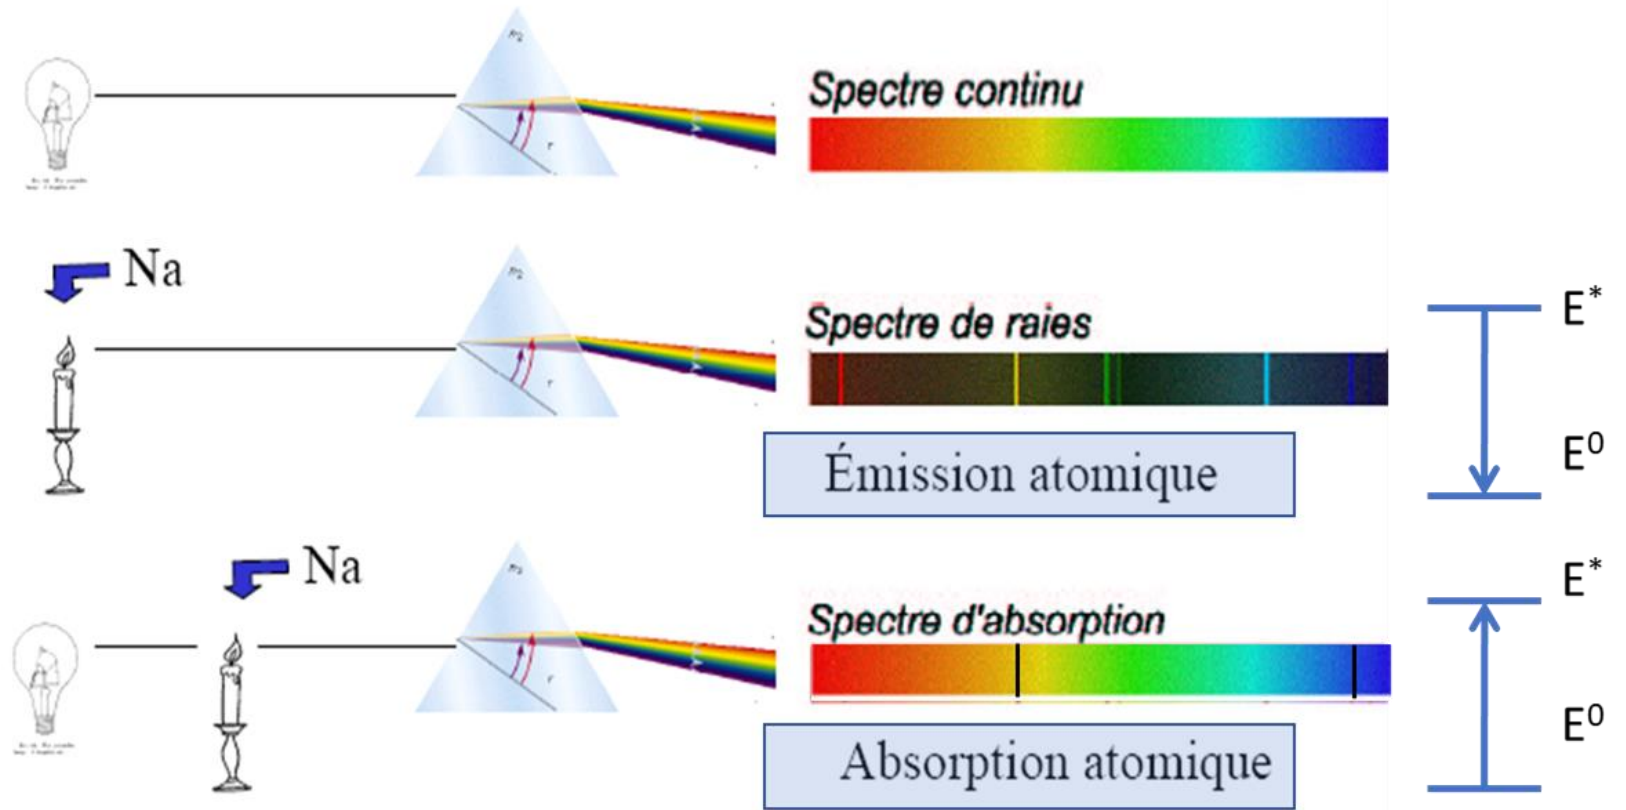 Spectre continu
Na
Spectre de raies
E*
Émission atomique
E⁰
Na
E*
Spectre d'absorption
E⁰
Absorption atomique
r
r
r